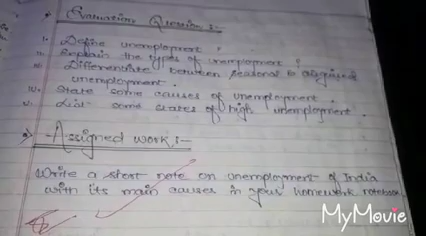 Evaluation Question :-
i. Define unemployment ?
ii. Explain the types of unemployment ?
iii. Differentiate between seasonal & disguised
unemployment.
iv. State some causes of unemployment.
v. List some states of high unemployment.
Assigned work :-
Write a short note on unemployment of India
with its main causes in your homework notebook
MyMovie